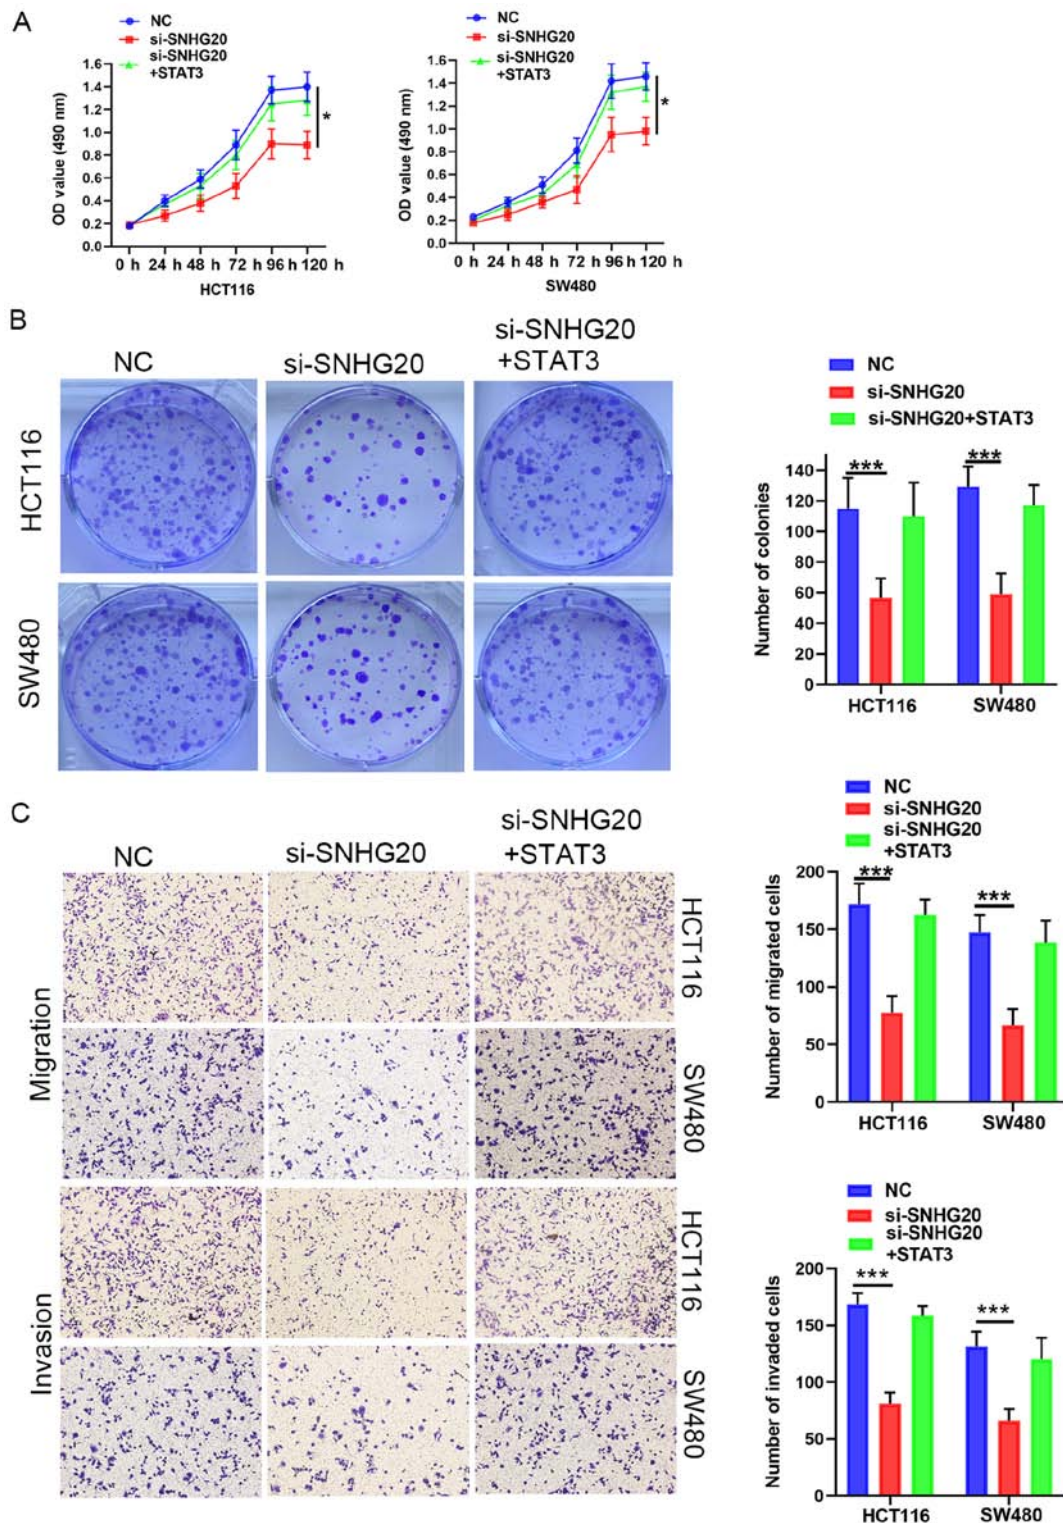 A
NC
si-SNHG20
si-SNHG20
+STAT3
OD value (490 nm)
1.6
1.4
1.2
1.0
0.8
0.6
0.4
0.2
0.0
*
0 h 24 h 48 h 72 h 96 h 120 h
HCT116
NC
si-SNHG20
si-SNHG20
+STAT3
OD value (490 nm)
1.6
1.4
1.2
1.0
0.8
0.6
0.4
0.2
0.0
*
0 h 24 h 48 h 72 h 96 h 120 h
SW480
B
NC
si-SNHG20
si-SNHG20
+STAT3
HCT116
SW480
NC
si-SNHG20
si-SNHG20+STAT3
Number of colonies
140
120
100
80
60
40
20
0
***
***
HCT116
SW480
C
NC
si-SNHG20
si-SNHG20
+STAT3
Migration
HCT116
SW480
Invasion
HCT116
SW480
NC
si-SNHG20
si-SNHG20
+STAT3
Number of migrated cells
200
150
100
50
0
***
***
HCT116
SW480
NC
si-SNHG20
si-SNHG20
+STAT3
Number of invaded cells
200
150
100
50
0
***
***
HCT116
SW480